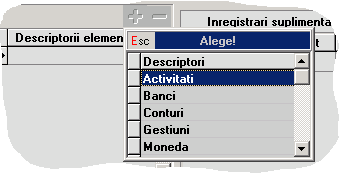 Inregistrari suplimenta
Descriptorii elemen
t
Esc Alege!
Descriptori
Activitati
Banci
Conturi
Gestiuni
Moneda